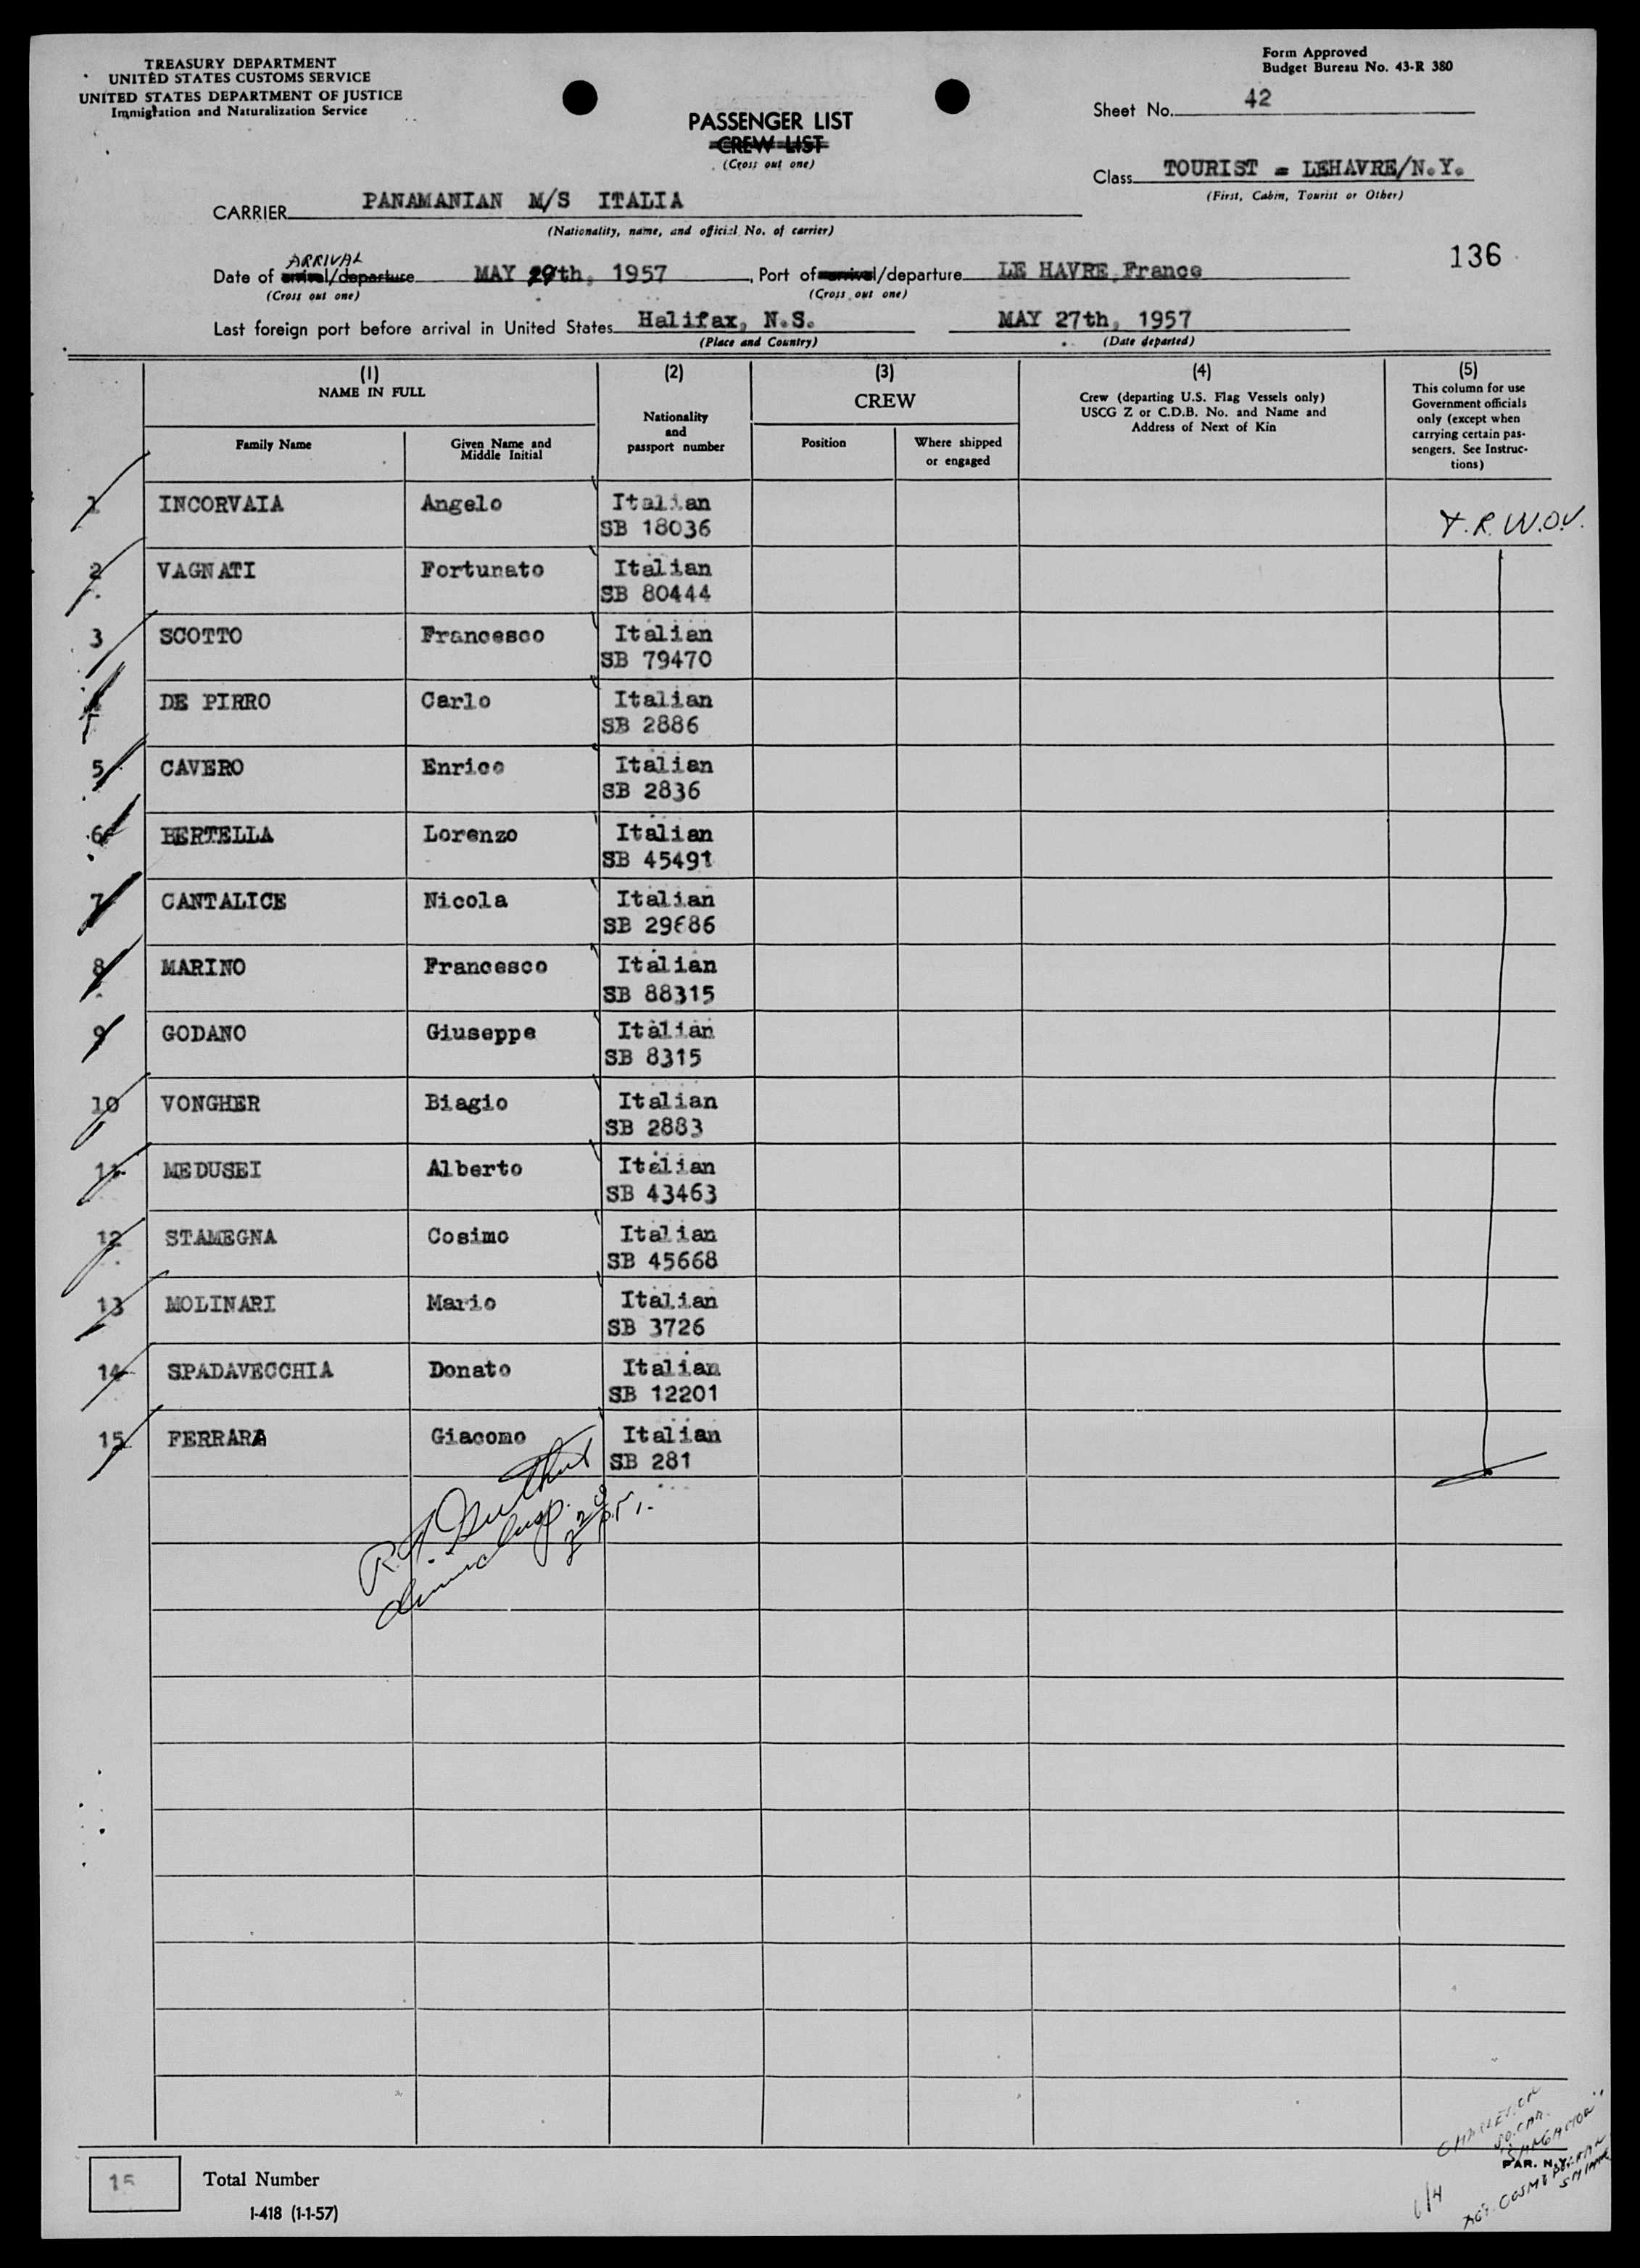 TREASURY DEPARTMENT
UNITED STATES CUSTOMS SERVICE
UNITED STATES DEPARTMENT OF JUSTICE
Immigration and Naturalization Service
Form Approved
Budget Bureau No. 43-R 380
Sheet No. 42
PASSENGER LIST
CREW LIST
(Cross out one)
Class TOURIST = LEHAVRE/N.Y.
(First, Cabin, Tourist or Other)
CARRIER PANAMANIAN M/S ITALIA
(Nationality, name, and official No. of carrier)
136
ARRIVAL
Date of arrival/departure MAY 29th, 1957, Port of arrival/departure LE HAVRE, France
(Cross out one) (Cross out one)
Last foreign port before arrival in United States Halifax, N.S. MAY 27th, 1957
(Place and Country) (Date departed)
(1) (2) (3) (4) (5)
NAME IN FULL
Family Name
Given Name and
Middle Initial
Nationality
and
passport number
CREW
Position
Where shipped
or engaged
Crew (departing U.S. Flag Vessels only)
USCG Z or C.D.B. No. and Name and
Address of Next of Kin
This column for use
Government officials
only (except when
carrying certain pas-
sengers. See Instruc-
tions)
1 INCORVAIA Angelo Italian
SB 18036
T.R.W.O.V.
2 VAGNATI Fortunato Italian
SB 80444
3 SCOTTO Francesco Italian
SB 79470
4 DE PIRRO Carlo Italian
SB 2886
5 CAVERO Enrico Italian
SB 2836
6 BERTELLA Lorenzo Italian
SB 45491
7 CANTALICE Nicola Italian
SB 29686
8 MARINO Francesco Italian
SB 88315
9 GODANO Giuseppe Italian
SB 8315
10 VONGHER Biagio Italian
SB 2883
11 MEDUSEI Alberto Italian
SB 43463
12 STAMEGNA Cosimo Italian
SB 45668
13 MOLINARI Mario Italian
SB 3726
14 SPADAVECCHIA Donato Italian
SB 12201
15 FERRARA Giacomo Italian
SB 281
CHARLESTON
SO. CAR.
PAR. N.Y.
6/4
15 Total Number
I-418 (1-1-57)